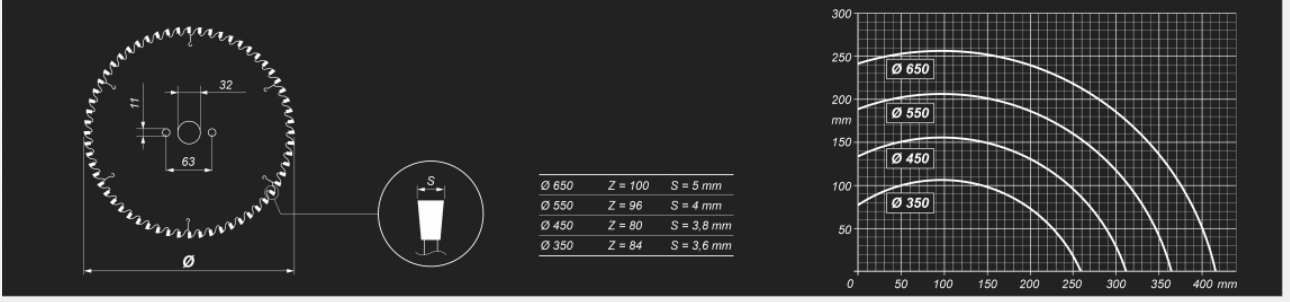 11
32
63
Ø
S
Ø 650 Z = 100 S = 5 mm
Ø 550 Z = 96 S = 4 mm
Ø 450 Z = 80 S = 3,8 mm
Ø 350 Z = 84 S = 3,6 mm
300
250
200
mm
150
100
50
Ø 650
Ø 550
Ø 450
Ø 350
0 50 100 150 200 250 300 350 400 mm